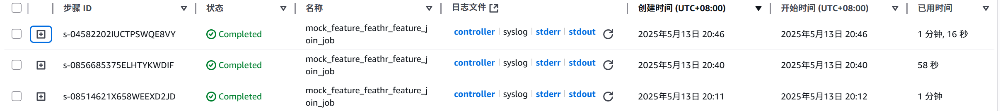 步骤 ID 状态 名称 日志文件 创建时间 (UTC+08:00) 开始时间 (UTC+08:00) 已用时间
s-04582202IUCTPSWQE8VY Completed mock_feature_feathr_feature_j controller syslog stderr stdout 2025年5月13日 20:46 2025年5月13日 20:46 1 分钟, 16 秒
oin_job
s-0856685375ELHTYKWDIF Completed mock_feature_feathr_feature_j controller syslog stderr stdout 2025年5月13日 20:40 2025年5月13日 20:40 58 秒
oin_job
s-08514621X658WEEXD2JD Completed mock_feature_feathr_feature_j controller syslog stderr stdout 2025年5月13日 20:11 2025年5月13日 20:12 1 分钟
oin_job